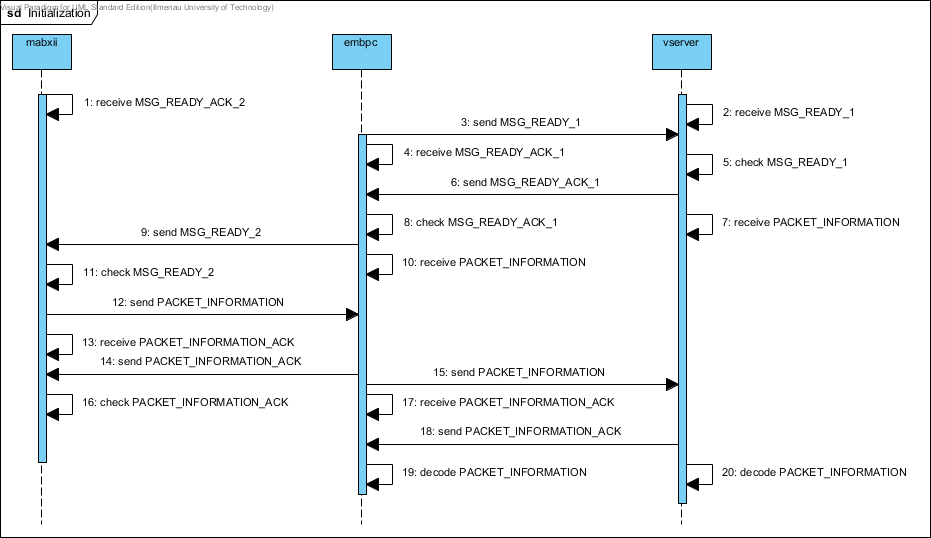 Visual Paradigm for UML Standard Edition(Ilmenau University of Technology)
sd Initialization
mabxii
embpc
vserver
1: receive MSG_READY_ACK_2
2: receive MSG_READY_1
3: send MSG_READY_1
4: receive MSG_READY_ACK_1
5: check MSG_READY_1
6: send MSG_READY_ACK_1
7: receive PACKET_INFORMATION
8: check MSG_READY_ACK_1
9: send MSG_READY_2
10: receive PACKET_INFORMATION
11: check MSG_READY_2
12: send PACKET_INFORMATION
13: receive PACKET_INFORMATION_ACK
14: send PACKET_INFORMATION_ACK
15: send PACKET_INFORMATION
16: check PACKET_INFORMATION_ACK
17: receive PACKET_INFORMATION_ACK
18: send PACKET_INFORMATION_ACK
19: decode PACKET_INFORMATION
20: decode PACKET_INFORMATION